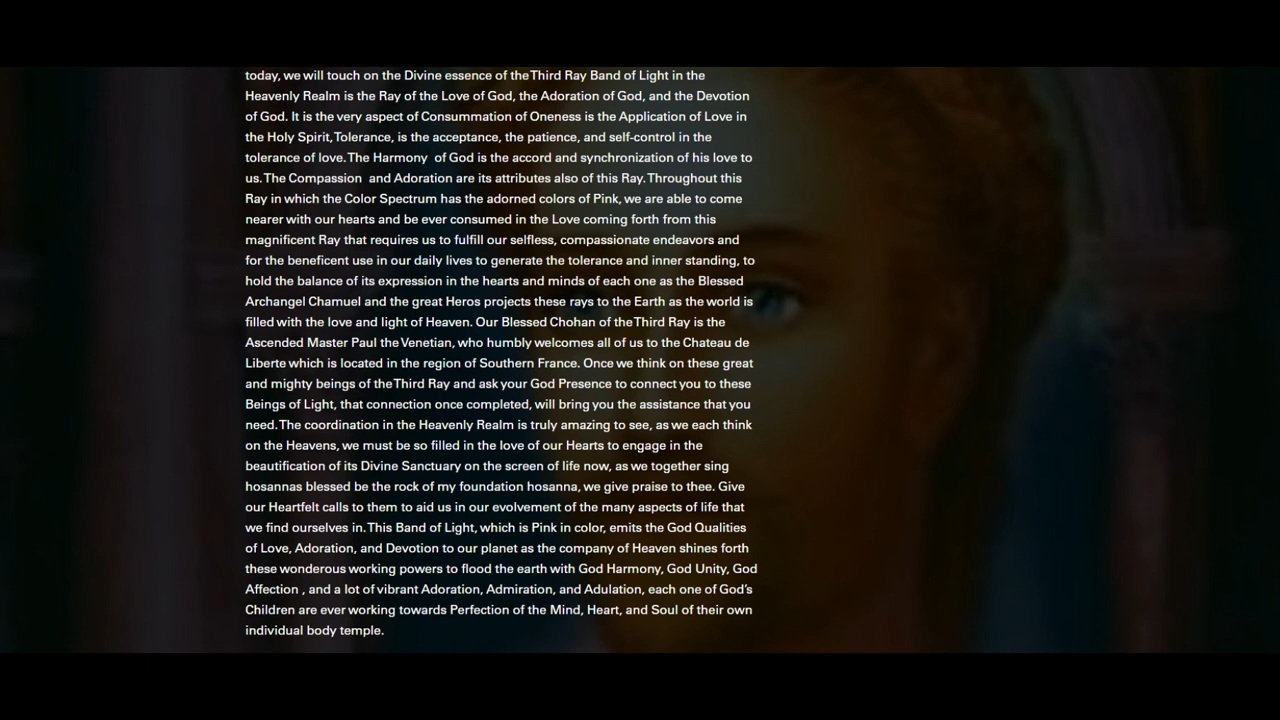 today, we will touch on the Divine essence of the Third Ray Band of Light in the
Heavenly Realm is the Ray of the Love of God, the Adoration of God, and the Devotion
of God. It is the very aspect of Consummation of Oneness is the Application of Love in
the Holy Spirit, Tolerance, is the acceptance, the patience, and self-control in the
tolerance of love. The Harmony  of God is the accord and synchronization of his love to
us. The Compassion  and Adoration are its attributes also of this Ray. Throughout this
Ray in which the Color Spectrum has the adorned colors of Pink, we are able to come
nearer with our hearts and be ever consumed in the Love coming forth from this
magnificent Ray that requires us to fulfill our selfless, compassionate endeavors and
for the beneficent use in our daily lives to generate the tolerance and inner standing, to
hold the balance of its expression in the hearts and minds of each one as the Blessed
Archangel Chamuel and the great Heros projects these rays to the Earth as the world is
filled with the love and light of Heaven. Our Blessed Chohan of the Third Ray is the
Ascended Master Paul the Venetian, who humbly welcomes all of us to the Chateau de
Liberte which is located in the region of Southern France. Once we think on these great
and mighty beings of the Third Ray and ask your God Presence to connect you to these
Beings of Light, that connection once completed, will bring you the assistance that you
need. The coordination in the Heavenly Realm is truly amazing to see, as we each think
on the Heavens, we must be so filled in the love of our Hearts to engage in the
beautification of its Divine Sanctuary on the screen of life now, as we together sing
hosannas blessed be the rock of my foundation hosanna, we give praise to thee. Give
our Heartfelt calls to them to aid us in our evolvement of the many aspects of life that
we find ourselves in. This Band of Light, which is Pink in color, emits the God Qualities
of Love, Adoration, and Devotion to our planet as the company of Heaven shines forth
these wonderous working powers to flood the earth with God Harmony, God Unity, God
Affection , and a lot of vibrant Adoration, Admiration, and Adulation, each one of God's
Children are ever working towards Perfection of the Mind, Heart, and Soul of their own
individual body temple.